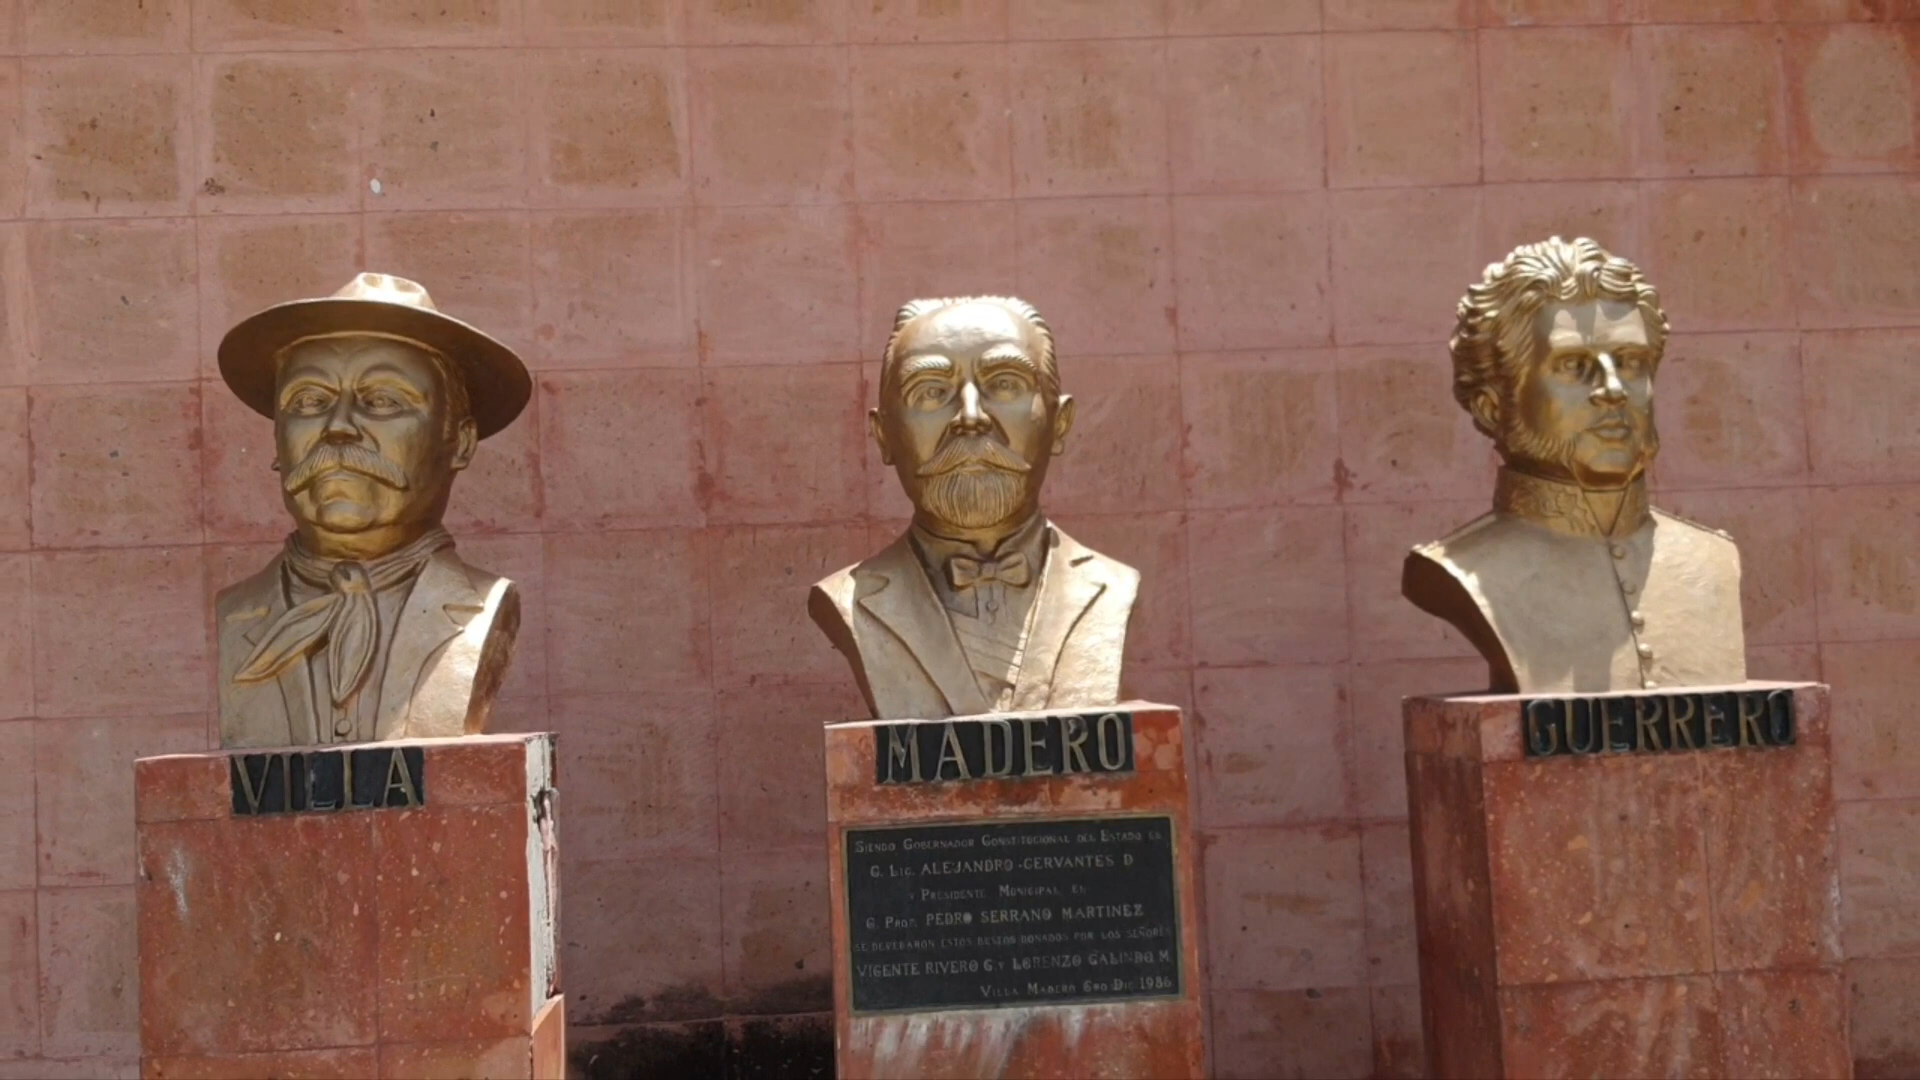 VILLA
MADERO
GUERRERO
SIENDO GOBERNADOR CONSTITUCIONAL DEL ESTADO EL
C. LIC. ALEJANDRO CERVANTES D
Y PRESIDENTE MUNICIPAL EL
C. PROF. PEDRO SERRANO MARTINEZ
SE DEVELARON ESTOS BUSTOS DONADOS POR LOS SEÑORES
VICENTE RIVERO G. Y LORENZO GALINDO M.
VILLA MADERO DIC. 1986